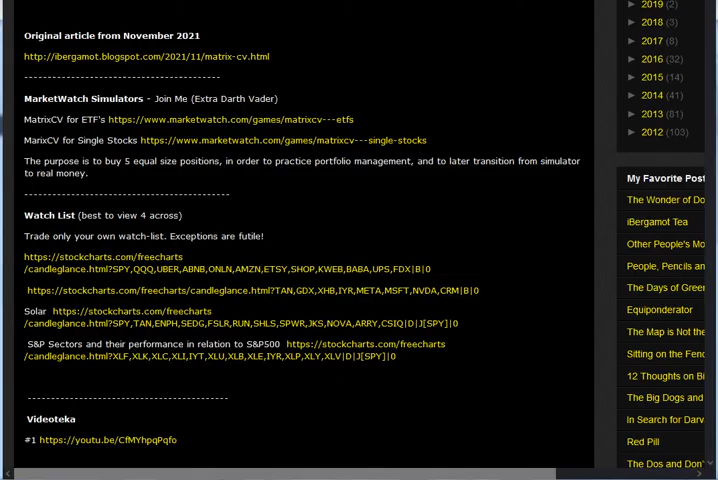 Original article from November 2021
http://ibergamot.blogspot.com/2021/11/matrix-cv.html
------------------------------------------
MarketWatch Simulators - Join Me (Extra Darth Vader)
MatrixCV for ETF's https://www.marketwatch.com/games/matrixcv---etfs
MarixCV for Single Stocks https://www.marketwatch.com/games/matrixcv---single-stocks
The purpose is to buy 5 equal size positions, in order to practice portfolio management, and to later transition from simulator
to real money.
--------------------------------------------
Watch List (best to view 4 across)
Trade only your own watch-list. Exceptions are futile!
https://stockcharts.com/freecharts
/candleglance.html?SPY,QQQ,UBER,ABNB,ONLN,AMZN,ETSY,SHOP,KWEB,BABA,UPS,FDX|B|0
https://stockcharts.com/freecharts/candleglance.html?TAN,GDX,XHB,IYR,META,MSFT,NVDA,CRM|B|0
Solar https://stockcharts.com/freecharts
/candleglance.html?SPY,TAN,ENPH,SEDG,FSLR,RUN,SHLS,SPWR,JKS,NOVA,ARRY,CSIQ|D|J[SPY]|0
S&P Sectors and their performance in relation to S&P500 https://stockcharts.com/freecharts
/candleglance.html?XLF,XLK,XLC,XLI,IYT,XLU,XLB,XLE,IYR,XLP,XLY,XLV|D|J[SPY]|0
-------------------------------------------
Videoteka
#1 https://youtu.be/CfMYhpqPqfo
► 2019 (2)
► 2018 (3)
► 2017 (8)
► 2016 (32)
► 2015 (14)
► 2014 (41)
► 2013 (81)
► 2012 (103)
My Favorite Post
The Wonder of Do
iBergamot Tea
Other People's Mo
People, Pencils an
The Days of Green
Equiponderator
The Map is Not the
Sitting on the Fenc
12 Thoughts on Bi
The Big Dogs and
In Search for Darv
Red Pill
The Dos and Don'